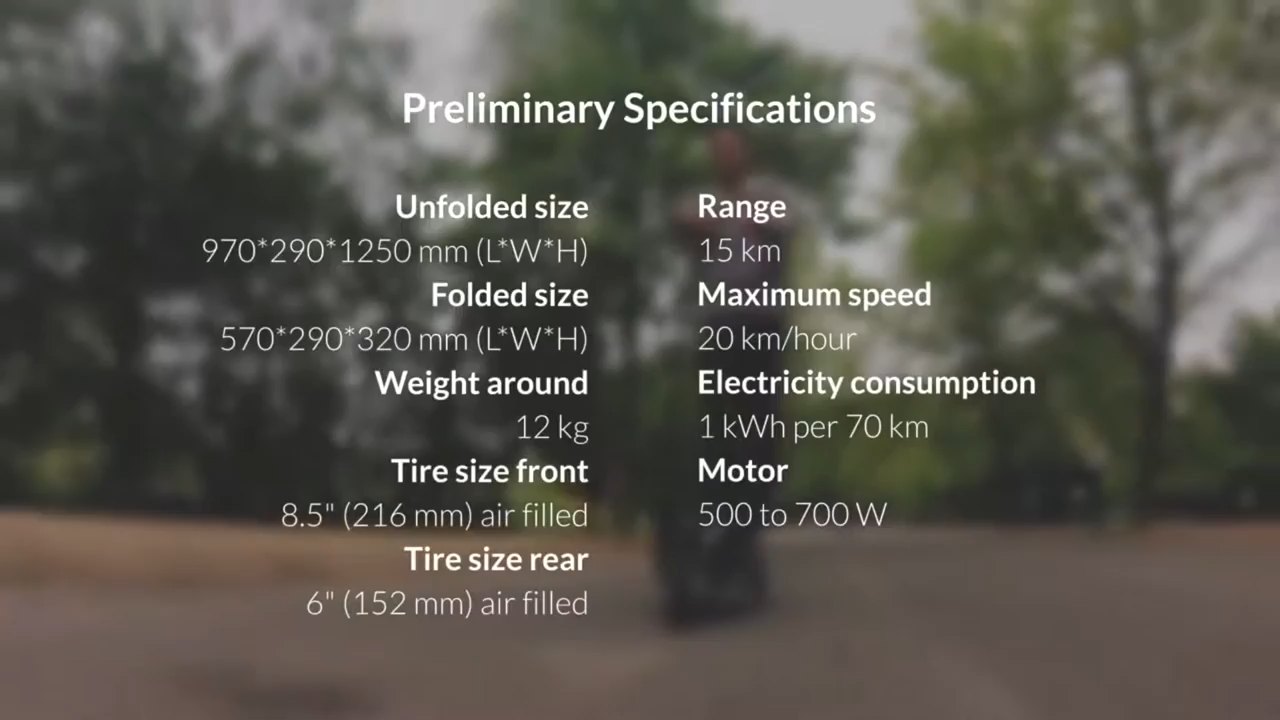 Preliminary Specifications
Unfolded size
970*290*1250 mm (L*W*H)
Folded size
570*290*320 mm (L*W*H)
Weight around
12 kg
Tire size front
8.5" (216 mm) air filled
Tire size rear
6" (152 mm) air filled
Range
15 km
Maximum speed
20 km/hour
Electricity consumption
1 kWh per 70 km
Motor
500 to 700 W